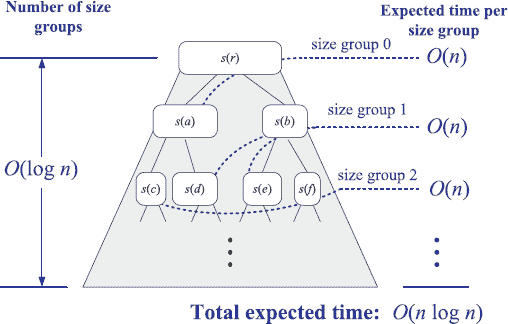 Number of size
groups
Expected time per
size group
s(r)
size group 0
O(n)
s(a)
s(b)
size group 1
O(n)
O(log n)
s(c)
s(d)
s(e)
s(f)
size group 2
O(n)
Total expected time: O(n log n)